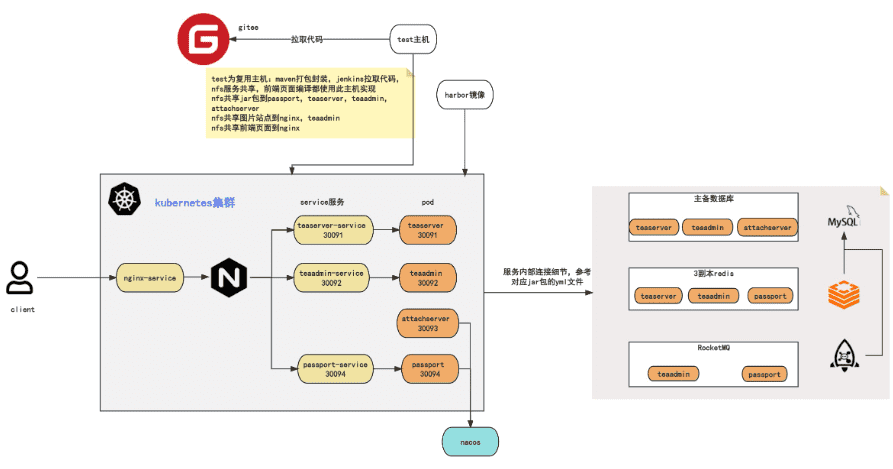 gitee
拉取代码
test主机
test为复用主机：maven打包封装，jenkins拉取代码，
nfs服务共享，前端页面编译都使用此主机实现
nfs共享jar包到passport，teaserver，teaadmin，
attachserver
nfs共享图片站点到nginx，teaadmin
nfs共享前端页面到nginx
harbor镜像
kubernetes集群
service服务
pod
teaserver-service
30091
teaserver
30091
client
nginx-service
N
teaadmin-service
30092
teaadmin
30092
attachserver
30093
passport-service
30094
passport
30094
nacos
服务内部连接细节，参考
对应jar包的yml文件
主备数据库
teaserver
teaadmin
attachserver
MySQL
3副本redis
teaserver
teaadmin
passport
RocketMQ
teaadmin
passport